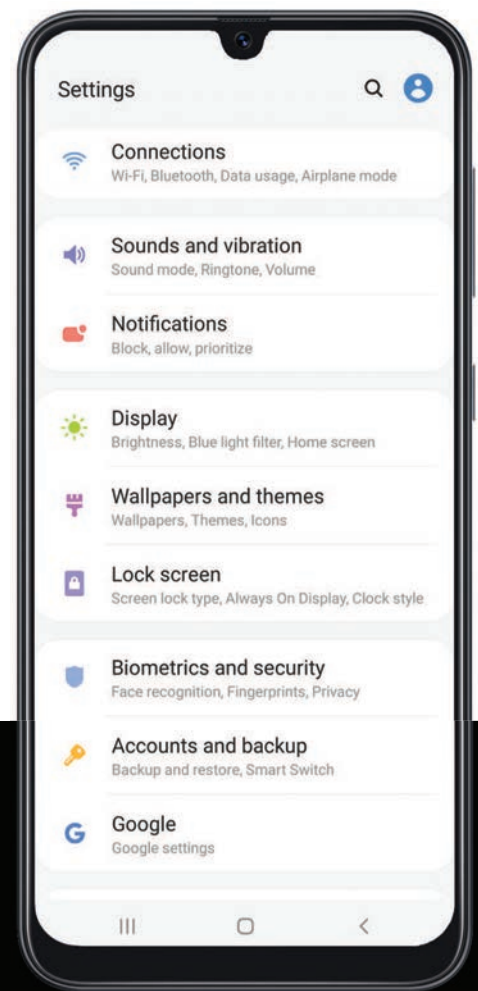 Settings
Connections
Wi-Fi, Bluetooth, Data usage, Airplane mode
Sounds and vibration
Sound mode, Ringtone, Volume
Notifications
Block, allow, prioritize
Display
Brightness, Blue light filter, Home screen
Wallpapers and themes
Wallpapers, Themes, Icons
Lock screen
Screen lock type, Always On Display, Clock style
Biometrics and security
Face recognition, Fingerprints, Privacy
Accounts and backup
Backup and restore, Smart Switch
Google
Google settings